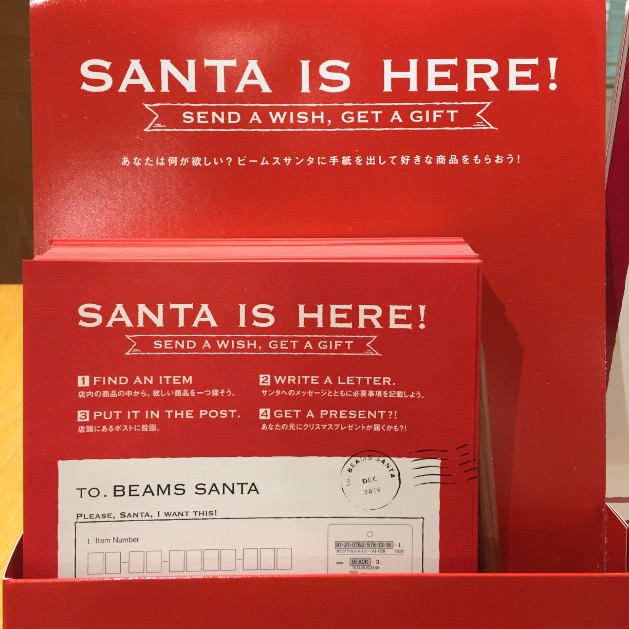 SANTA IS HERE!
SEND A WISH, GET A GIFT
あなたは何が欲しい？ビームスサンタに手紙を出して好きな商品をもらおう！
SANTA IS HERE!
SEND A WISH, GET A GIFT
1 FIND AN ITEM
店内の商品の中から、欲しい商品を一つ探そう。
2 WRITE A LETTER.
サンタへのメッセージとともに必要事項を記載しよう。
3 PUT IT IN THE POST.
店頭にあるポストに投函。
4 GET A PRESENT?!
あなたの元にクリスマスプレゼントが届くかも?!
TO. BEAMS SANTA
TO BEAMS SANTA
DEC.
2016
PLEASE, SANTA, I WANT THIS!
1. Item Number
BLACK